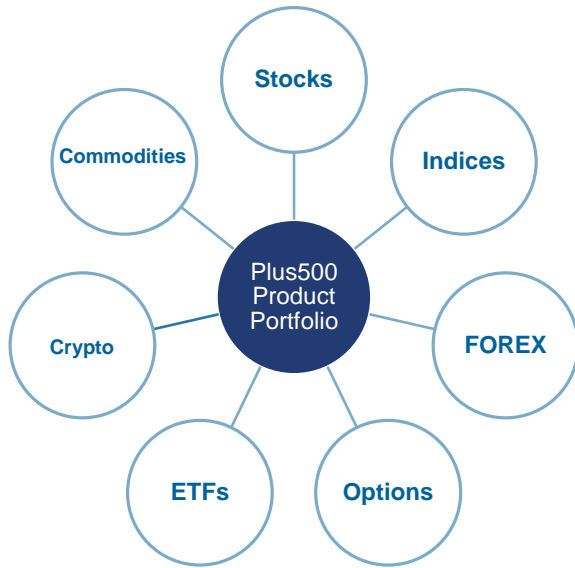 Stocks
Commodities
Indices
Plus500
Product
Portfolio
Crypto
FOREX
ETFs
Options